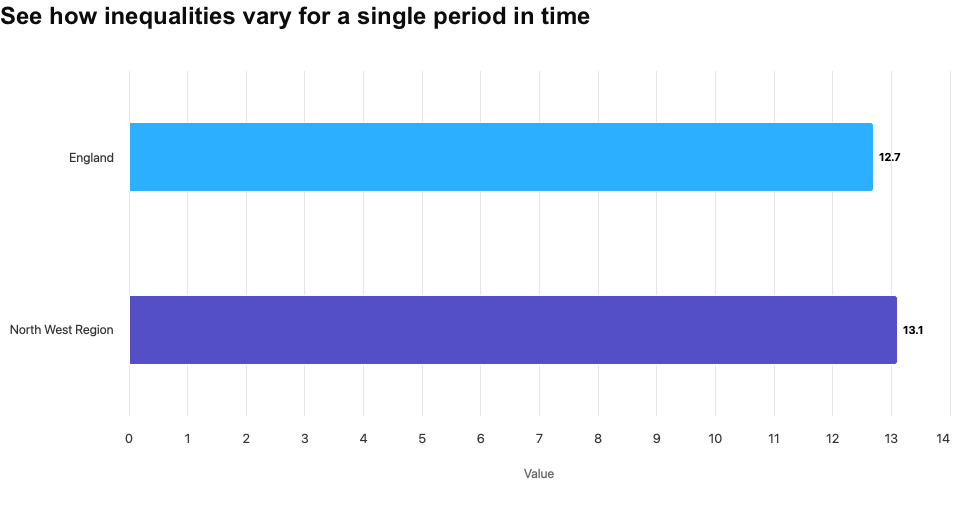 See how inequalities vary for a single period in time
England
12.7
North West Region
13.1
0 1 2 3 4 5 6 7 8 9 10 11 12 13 14
Value